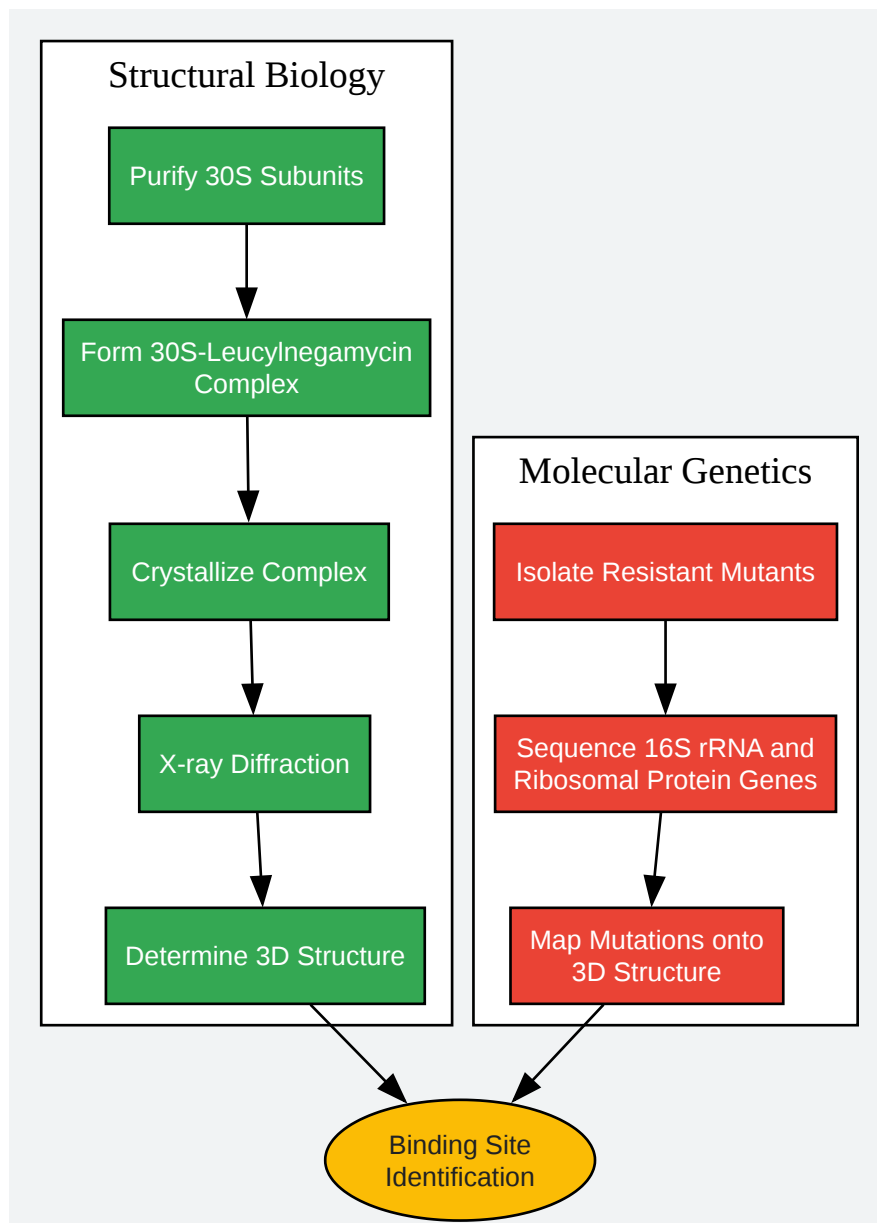 Structural Biology
Purify 30S Subunits
Form 30S-Leucylnegamycin
Complex
Crystallize Complex
X-ray Diffraction
Determine 3D Structure
Molecular Genetics
Isolate Resistant Mutants
Sequence 16S rRNA and
Ribosomal Protein Genes
Map Mutations onto
3D Structure
Binding Site
Identification